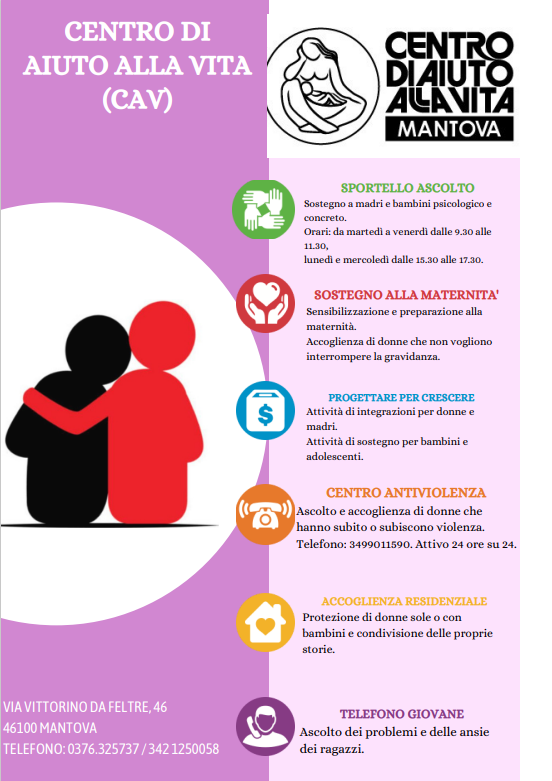 CENTRO DI
AIUTO ALLA VITA
(CAV)
CENTRO
DI AIUTO
ALLA VITA
MANTOVA
SPORTELLO ASCOLTO
Sostegno a madri e bambini psicologico e
concreto.
Orari: da martedì a venerdì dalle 9.30 alle
11.30,
lunedì e mercoledì dalle 15.30 alle 17.30.
SOSTEGNO ALLA MATERNITA'
Sensibilizzazione e preparazione alla
maternità.
Accoglienza di donne che non vogliono
interrompere la gravidanza.
PROGETTARE PER CRESCERE
Attività di integrazioni per donne e
madri.
Attività di sostegno per bambini e
adolescenti.
CENTRO ANTIVIOLENZA
Ascolto e accoglienza di donne che
hanno subito o subiscono violenza.
Telefono: 3499011590. Attivo 24 ore su 24.
ACCOGLIENZA RESIDENZIALE
Protezione di donne sole o con
bambini e condivisione delle proprie
storie.
TELEFONO GIOVANE
Ascolto dei problemi e delle ansie
dei ragazzi.
VIA VITTORINO DA FELTRE, 46
46100 MANTOVA
TELEFONO: 0376.325737 / 342 1250058